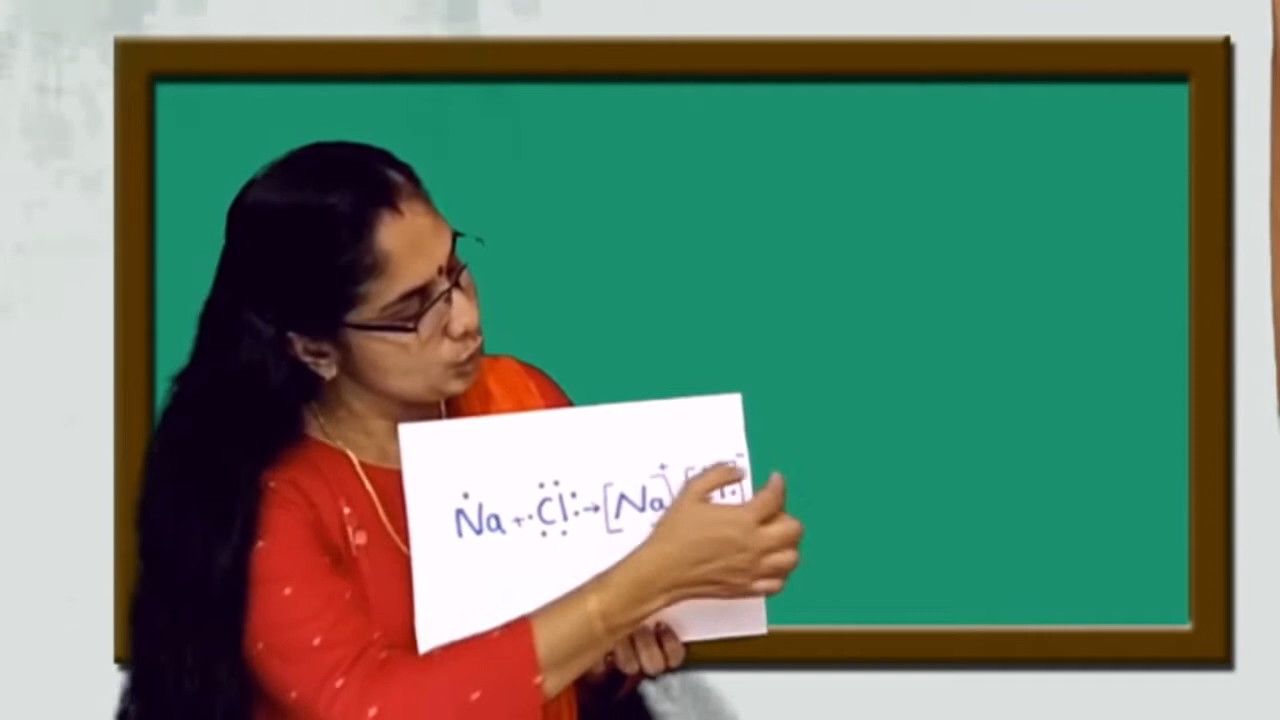 Na + Cl → [Na]+ [